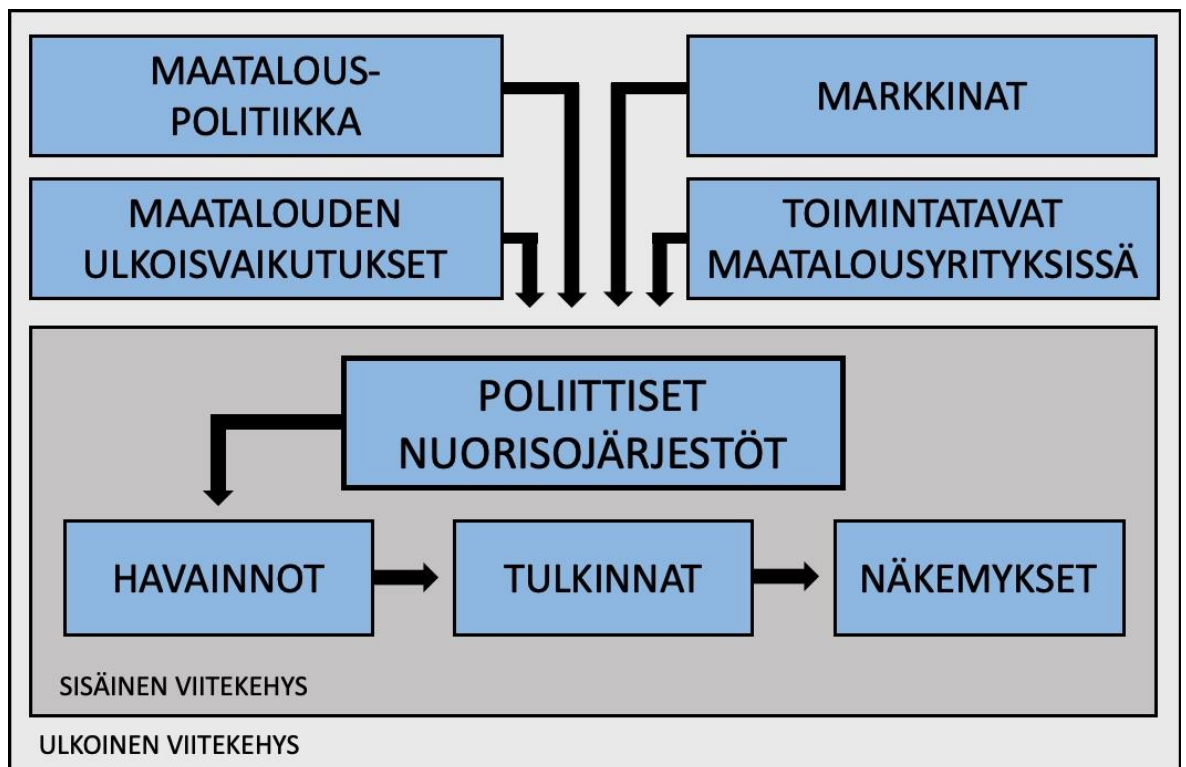 MAATALOUS-
POLITIIKKA
MARKKINAT
MAATALOUDEN
ULKOISVAIKUTUKSET
TOIMINTATAVAT
MAATALOUSYRITYKSISSÄ
POLIITTISET
NUORISOJÄRJESTÖT
HAVAINNOT
TULKINNAT
NÄKEMYKSET
SISÄINEN VIITEKEHYS
ULKOINEN VIITEKEHYS